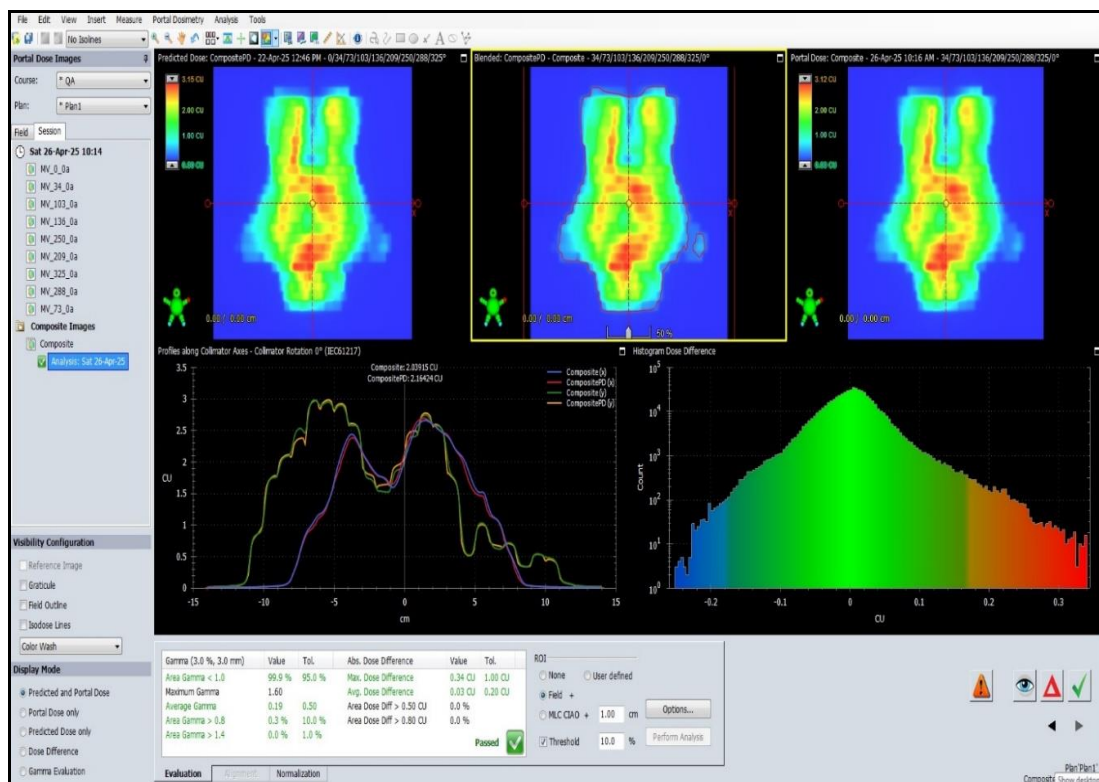 File Edit View Insert Measure Portal Dosimetry Analysis Tools
No Isolines
Portal Dose Images
Course: * QA
Plan: * Plan1
Field Session
Sat 26-Apr-25 10:14
MV_0_0a
MV_34_0a
MV_103_0a
MV_136_0a
MV_250_0a
MV_209_0a
MV_325_0a
MV_288_0a
MV_73_0a
Composite Images
Composite
Analysis: Sat 26-Apr-25
Visibility Configuration
Reference Image
Graticule
Field Outline
Isodose Lines
Color Wash
Display Mode
Predicted and Portal Dose
Portal Dose only
Predicted Dose only
Dose Difference
Gamma Evaluation
Predicted Dose: CompositePD - 22-Apr-25 12:46 PM - 0/34/73/103/136/209/250/288/325°
3.15 CU
2.00 CU
1.00 CU
0.00 / 0.00 cm
Blended: CompositePD - Composite - 34/73/103/136/209/250/288/325/0°
X
0.00 / 0.00 cm
50 %
Portal Dose: Composite - 26-Apr-25 10:16 AM - 34/73/103/136/209/250/288/325/0°
3.12 CU
2.00 CU
1.00 CU
X
0.00 / 0.00 cm
Profiles along Collimator Axes - Collimator Rotation 0° (IEC61217)
Composite: 2.03915 CU
CompositePD: 2.16424 CU
Composite (x)
CompositePD (x)
Composite (y)
CompositePD (y)
CU
3.5
3
2.5
2
1.5
1
0.5
0
-15 -10 -5 0 5 10 15
cm
Histogram Dose Difference
Count
10^5
10^4
10^3
10^2
10^1
10^0
-0.2 -0.1 0 0.1 0.2 0.3
CU
Gamma (3.0 %, 3.0 mm) Value Tol. Abs. Dose Difference Value Tol.
Area Gamma < 1.0 99.9 % 95.0 % Max. Dose Difference 0.34 CU 1.00 CU
Maximum Gamma 1.60 Avg. Dose Difference 0.03 CU 0.20 CU
Average Gamma 0.19 0.50 Area Dose Diff > 0.50 CU 0.0 %
Area Gamma > 0.8 0.3 % 10.0 % Area Dose Diff > 0.80 CU 0.0 %
Area Gamma > 1.4 0.0 % 1.0 %
Passed
ROI
None User defined
Field +
MLC CIAO + 1.00 cm Options...
Threshold 10.0 % Perform Analysis
Evaluation Alignment Normalization
Plan 'Plan1'
Composite
Show desktop